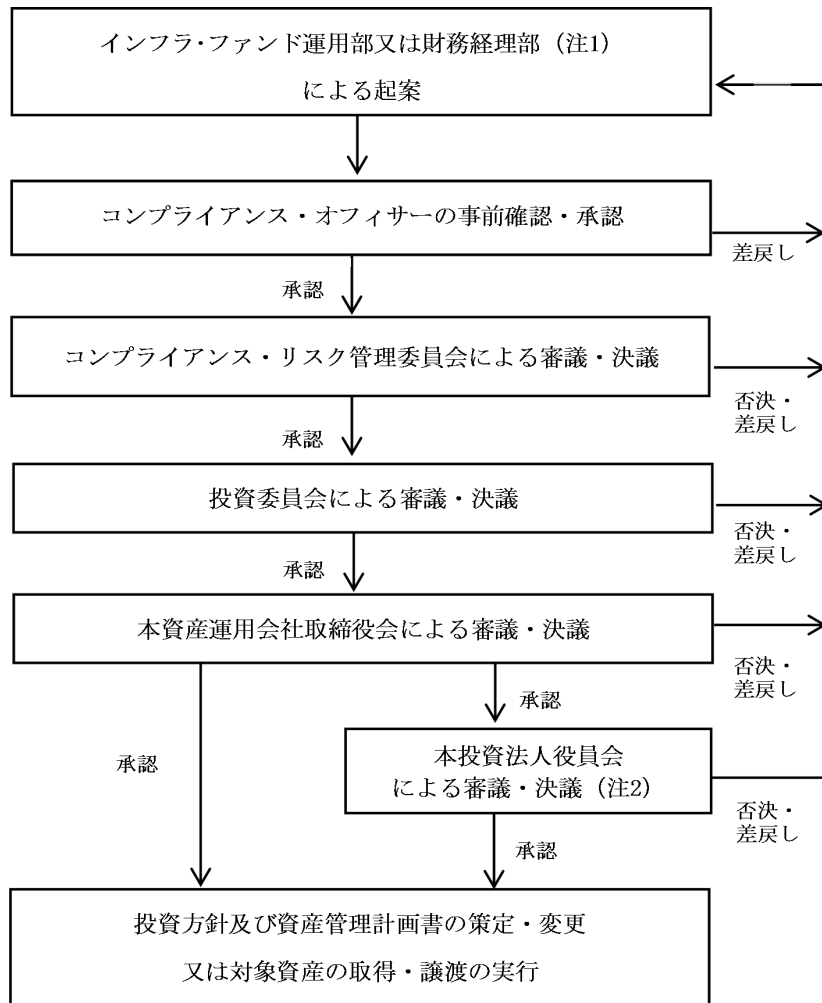 インフラ・ファンド運用部又は財務経理部（注1）
による起案
コンプライアンス・オフィサーの事前確認・承認
差戻し
承認
コンプライアンス・リスク管理委員会による審議・決議
否決・
差戻し
承認
投資委員会による審議・決議
否決・
差戻し
承認
本資産運用会社取締役会による審議・決議
否決・
差戻し
承認
承認
本投資法人役員会
による審議・決議（注2）
否決・
差戻し
承認
投資方針及び資産管理計画書の策定・変更
又は対象資産の取得・譲渡の実行